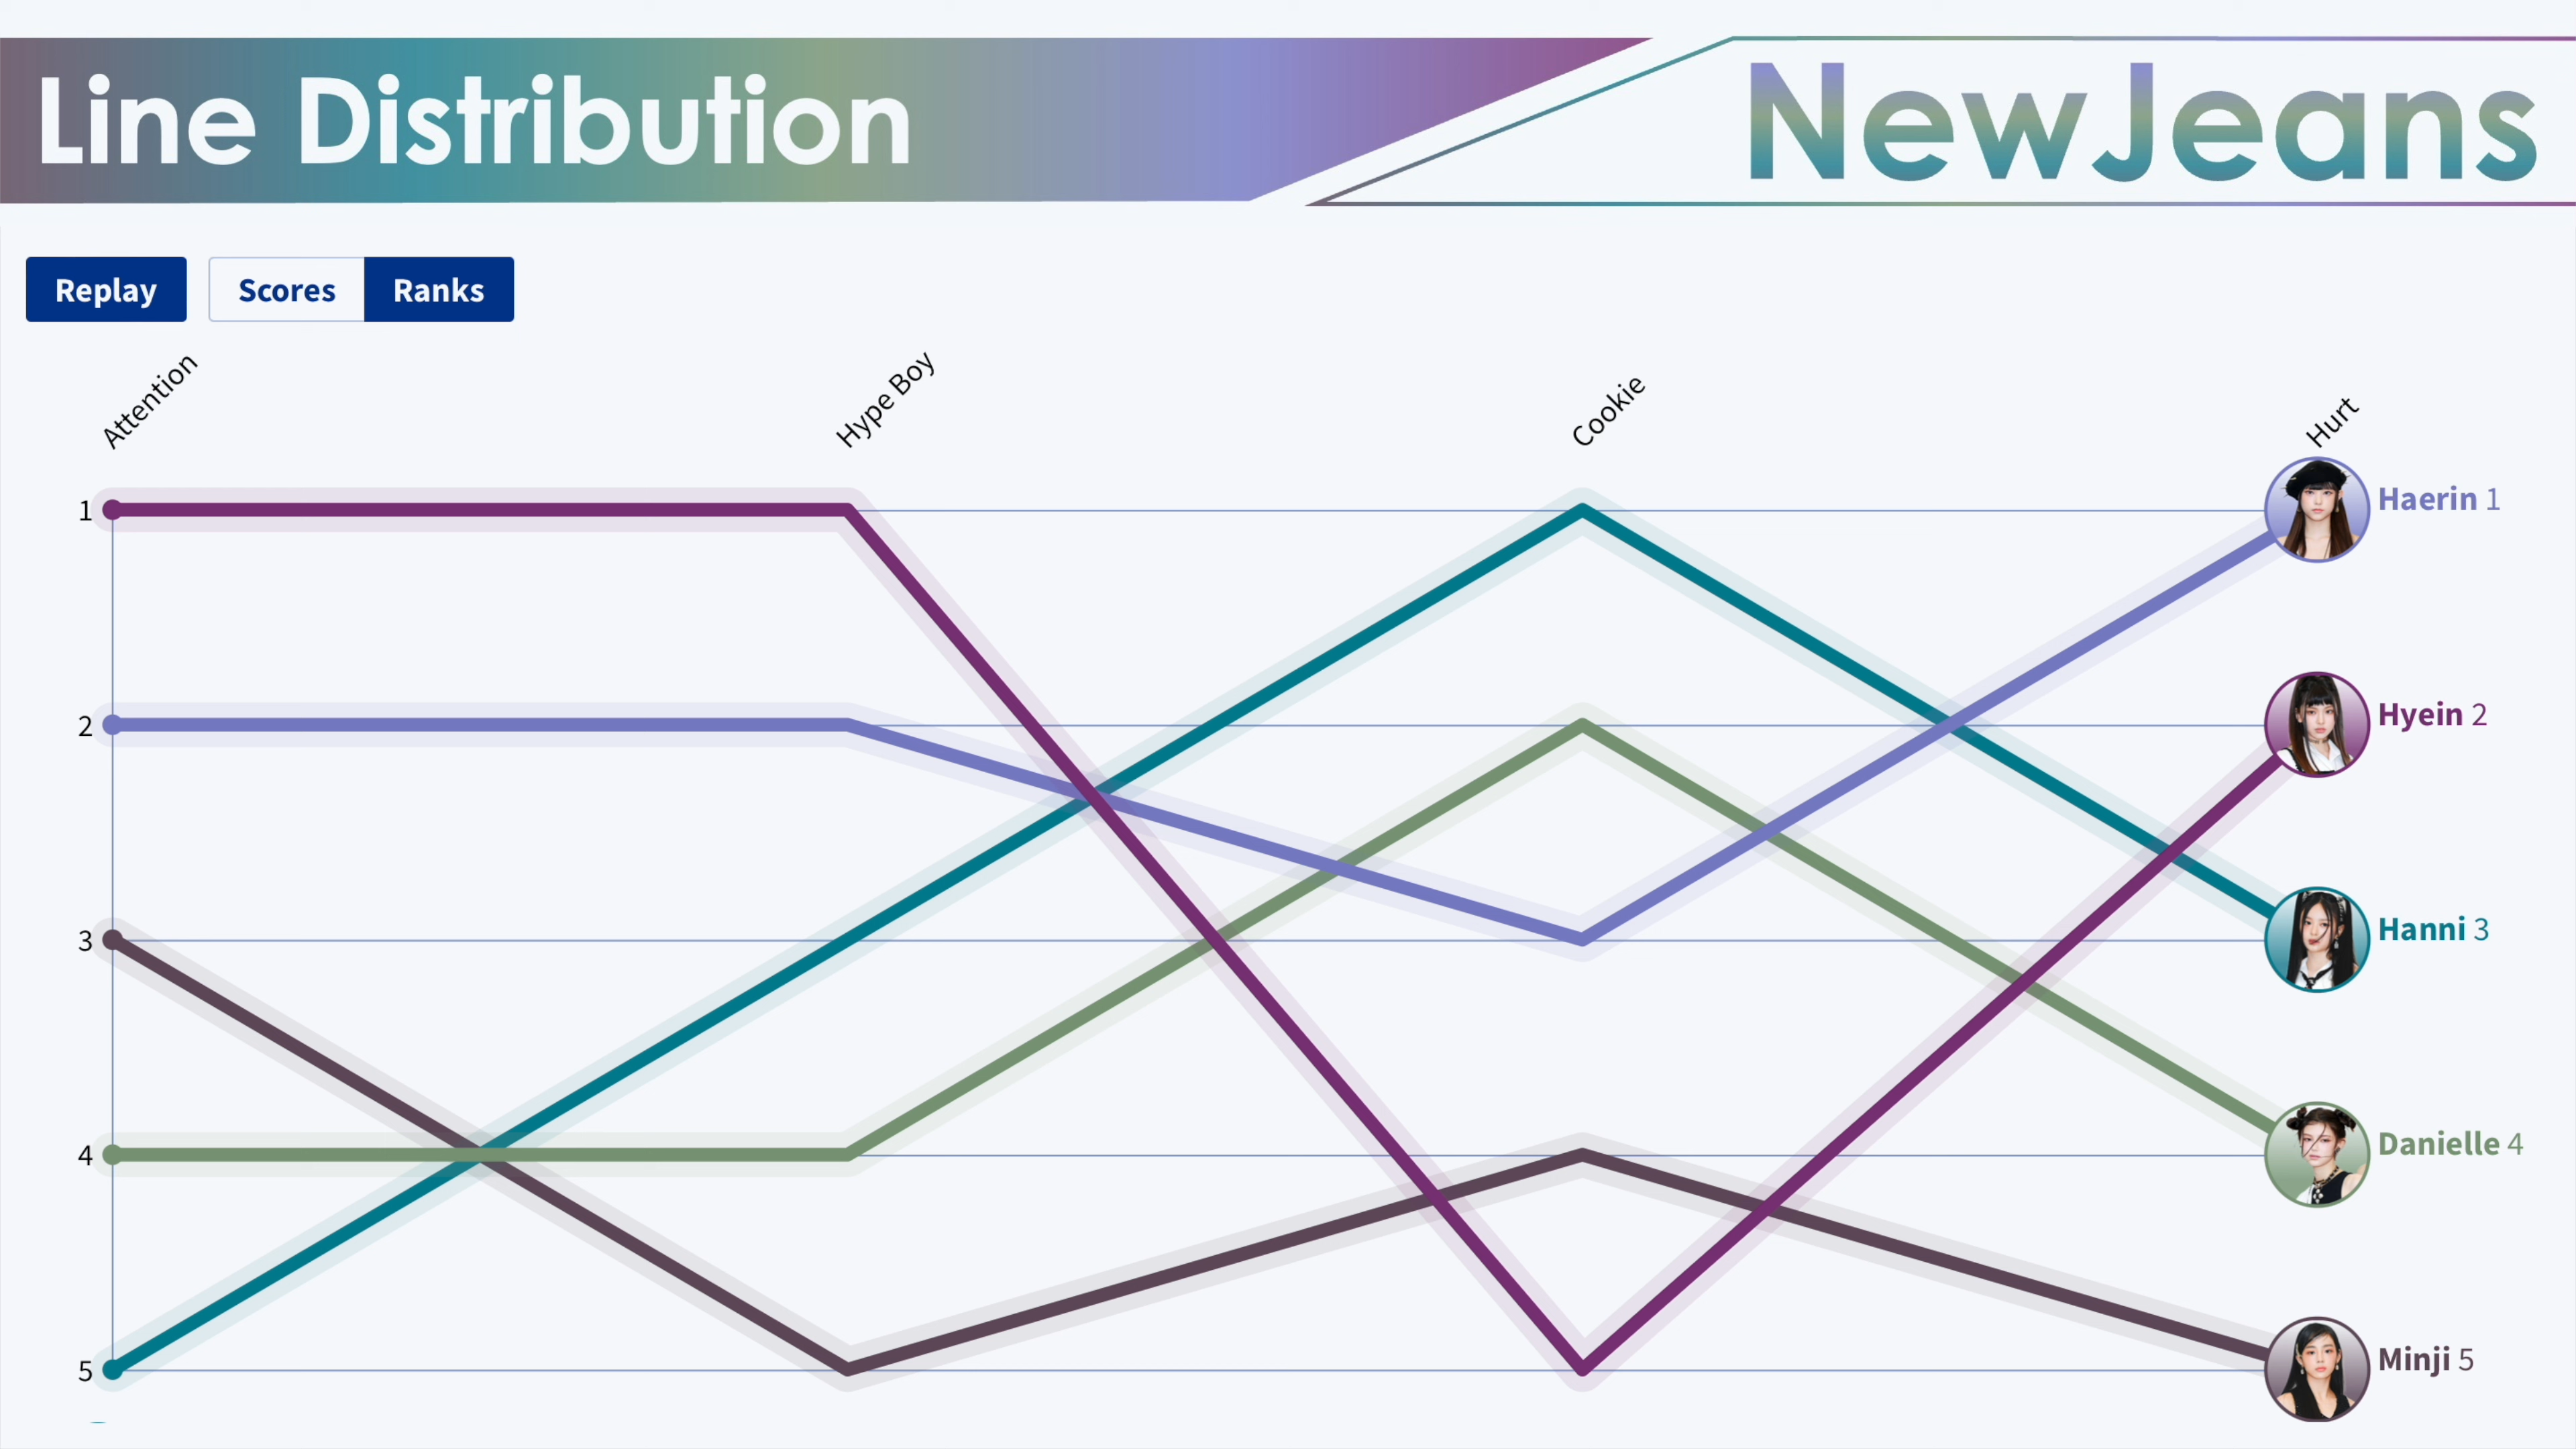 Line Distribution
NewJeans
Replay
Scores
Ranks
Attention
Hype Boy
Cookie
Hurt
1
2
3
4
5
Haerin 1
Hyein 2
Hanni 3
Danielle 4
Minji 5